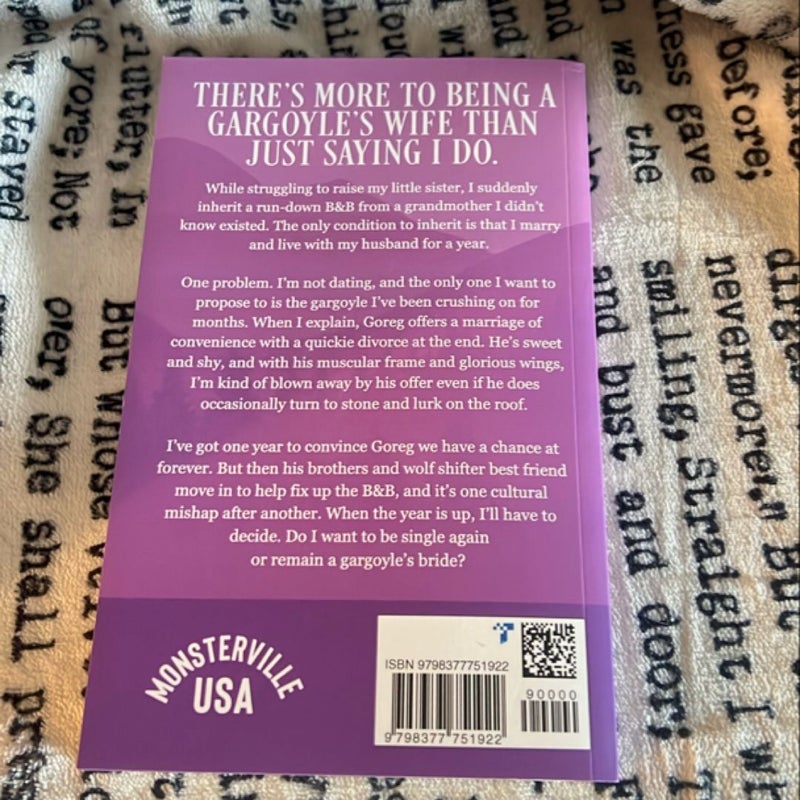 THERE'S MORE TO BEING A
GARGOYLE'S WIFE THAN
JUST SAYING I DO.
While struggling to raise my little sister, I suddenly
inherit a run-down B&B from a grandmother I didn't
know existed. The only condition to inherit is that I marry
and live with my husband for a year.
One problem. I'm not dating, and the only one I want to
propose to is the gargoyle I've been crushing on for
months. When I explain, Goreg offers a marriage of
convenience with a quickie divorce at the end. He's sweet
and shy, and with his muscular frame and glorious wings,
I'm kind of blown away by his offer even if he does
occasionally turn to stone and lurk on the roof.
I've got one year to convince Goreg we have a chance at
forever. But then his brothers and wolf shifter best friend
move in to help fix up the B&B, and it's one cultural
mishap after another. When the year is up, I'll have to
decide. Do I want to be single again
or remain a gargoyle's bride?
MONSTERVILLE
USA
ISBN 9798377751922
90000
9 798377 751922
flutter, In
of yore; Not
stayed
But whose
over, She shall
ness gave
before;
was the
dirges
nevermore." But
smiling, Straight I
and bust and door;